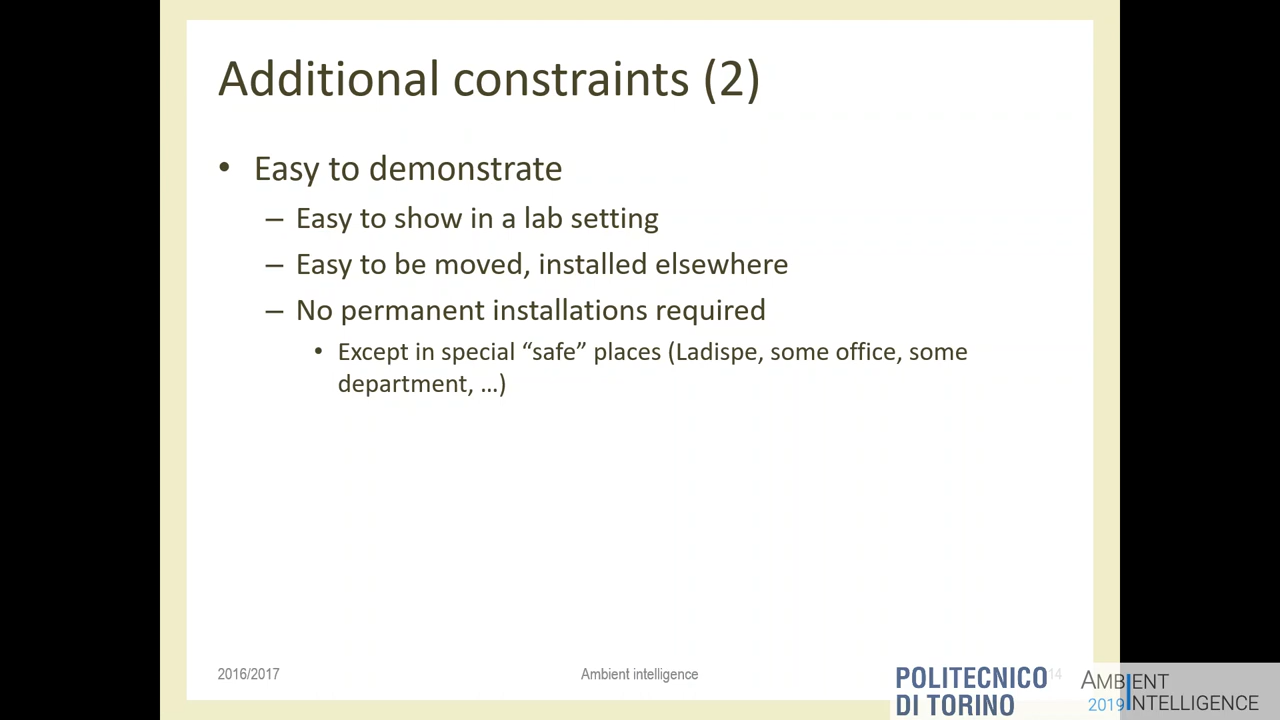 Additional constraints (2)
• Easy to demonstrate
– Easy to show in a lab setting
– Easy to be moved, installed elsewhere
– No permanent installations required
• Except in special “safe” places (Ladispe, some office, some
department, …)
2016/2017
Ambient intelligence
14
POLITECNICO
DI TORINO
AMBIENT
2019 INTELLIGENCE